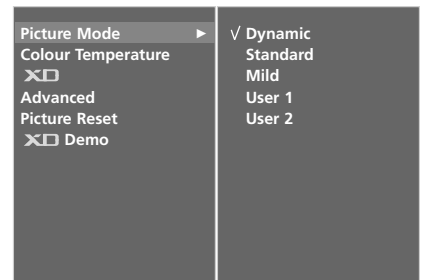 Picture Mode ►
Colour Temperature
XD
Advanced
Picture Reset
XD Demo
√ Dynamic
Standard
Mild
User 1
User 2